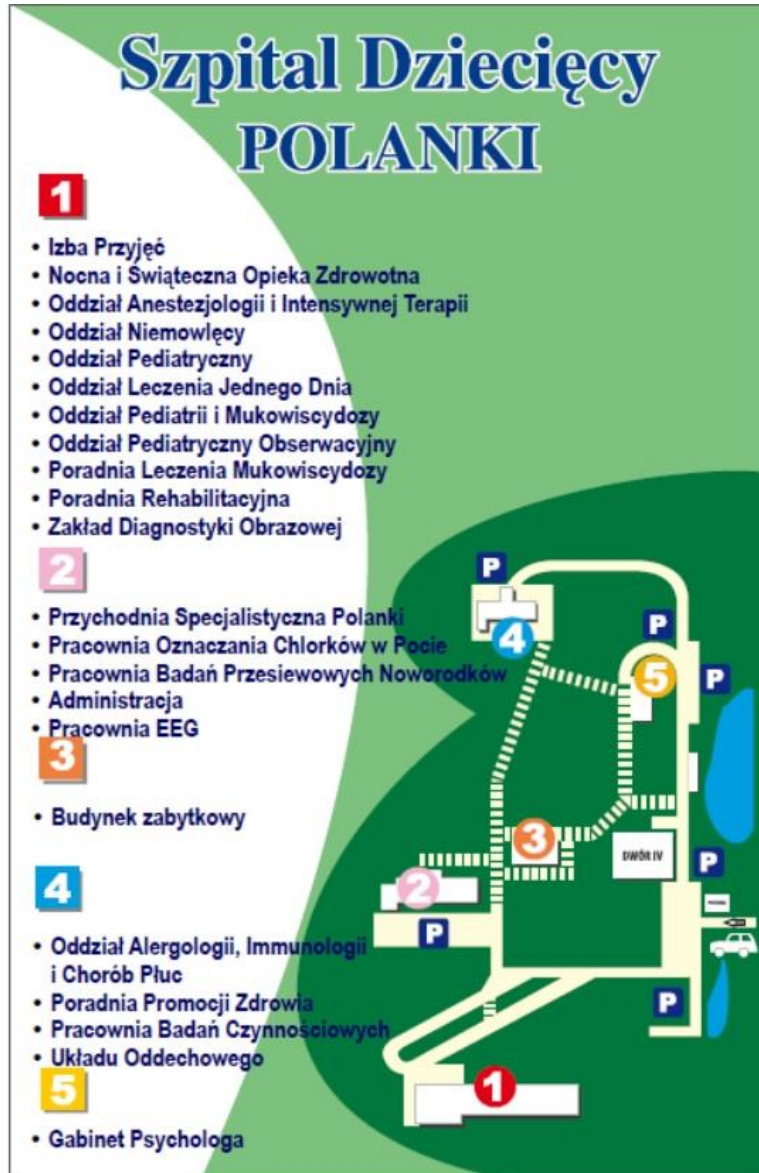 Szpital Dziecięcy
POLANKI
1
• Izba Przyjęć
• Nocna i Świąteczna Opieka Zdrowotna
• Oddział Anestezjologii i Intensywnej Terapii
• Oddział Niemowlęcy
• Oddział Pediatryczny
• Oddział Leczenia Jednego Dnia
• Oddział Pediatrii i Mukowiscydozy
• Oddział Pediatryczny Obserwacyjny
• Poradnia Leczenia Mukowiscydozy
• Poradnia Rehabilitacyjna
• Zakład Diagnostyki Obrazowej
2
• Przychodnia Specjalistyczna Polanki
• Pracownia Oznaczania Chlorków w Pocie
• Pracownia Badań Przesiewowych Noworodków
• Administracja
• Pracownia EEG
3
• Budynek zabytkowy
4
• Oddział Alergologii, Immunologii
i Chorób Płuc
• Poradnia Promocji Zdrowia
• Pracownia Badań Czynnościowych
• Układu Oddechowego
5
• Gabinet Psychologa
P
4
P
5
P
3
DWÓR IV
P
2
P
P
1